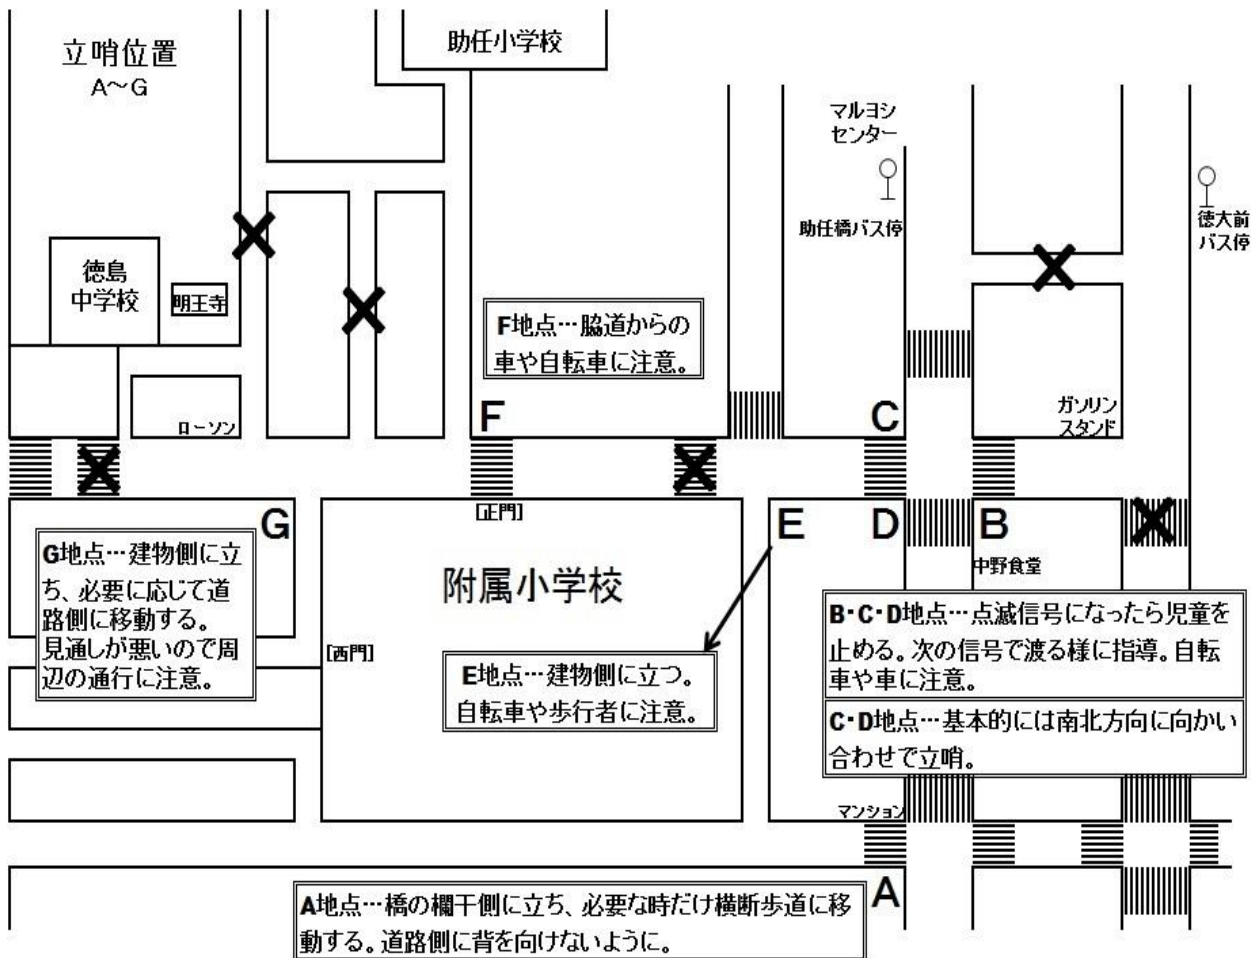 立哨位置
A～G
助任小学校
マルヨシ
センター
助任橋バス停
徳大前
バス停
徳島
中学校
明王寺
F地点…脇道からの
車や自転車に注意。
ローソン
F
C
ガソリン
スタンド
G
[正門]
E
D
B
中野食堂
G地点…建物側に立
ち、必要に応じて道
路側に移動する。
見通しが悪いので周
辺の通行に注意。
附属小学校
[西門]
E地点…建物側に立つ。
自転車や歩行者に注意。
B・C・D地点…点滅信号になったら児童を
止める。次の信号で渡る様に指導。自転
車や車に注意。
C・D地点…基本的には南北方向に向かい
合わせで立哨。
マンション
A
A地点…橋の欄干側に立ち、必要な時だけ横断歩道に移
動する。道路側に背を向けないように。